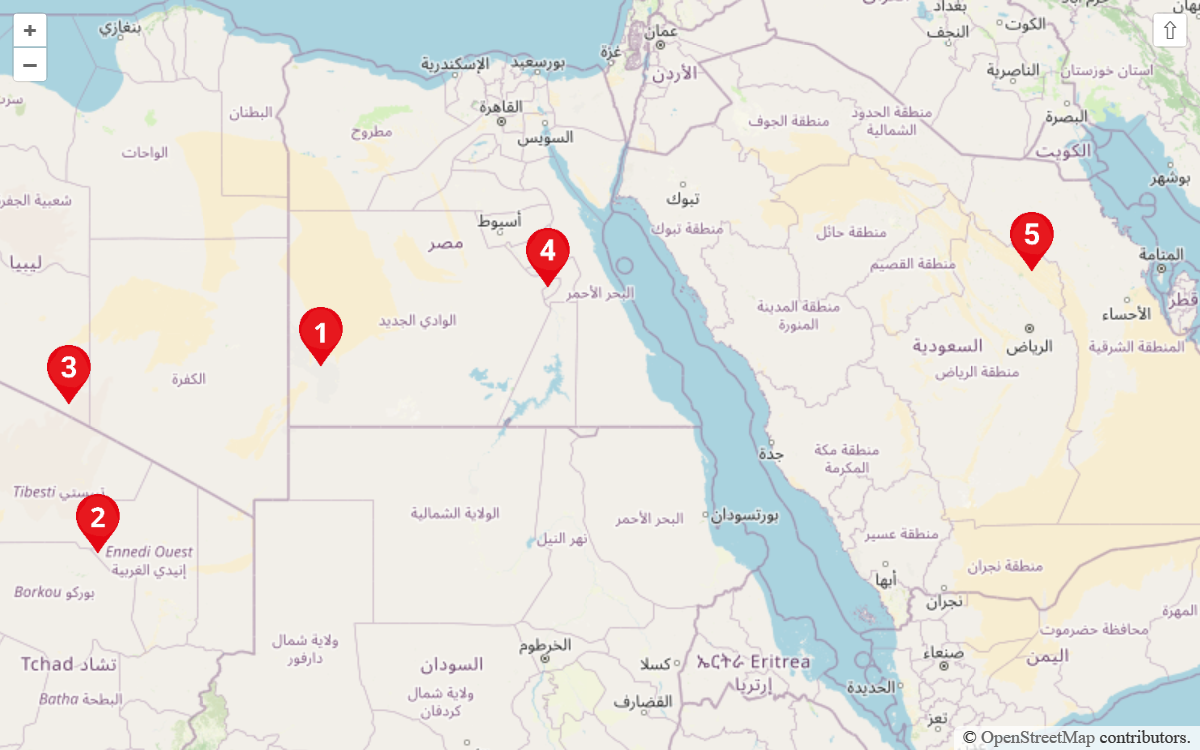 +
−
⇧
بنغازي
عمان
بغداد
الكوت
النجف
الناصرية
استان خوزستان
غزة
الإسكندرية
بورسعيد
الأردن
القاهرة
السويس
البطنان
مطروح
الواحات
منطقة الجوف
منطقة الحدود
الشمالية
البصرة
الكويت
بوشهر
تبوك
منطقة تبوك
أسيوط
مصر
منطقة حائل
منطقة القصيم
المنامة
ليبيا
4
5
البحر الأحمر
الوادي الجديد
منطقة المدينة
المنورة
قطر
الأحساء
1
السعودية
الرياض
المنطقة الشرقية
منطقة الرياض
3
الكفرة
جدة
منطقة مكة
المكرمة
Tibesti تيبستي
2
الولاية الشمالية
البحر الأحمر
بورتسودان
نهر النيل
منطقة عسير
Ennedi Ouest
إنيدي الغربية
منطقة نجران
أبها
نجران
Borkou بوركو
المهرة
محافظة حضرموت
ولاية شمال
دارفور
الخرطوم
صنعاء
اليمن
Tchad تشاد
السودان
كسلا
ኤርትራ Eritrea
إرتريا
Batha البطحة
ولاية شمال
كردفان
القضارف
الحديدة
تعز
© OpenStreetMap contributors.